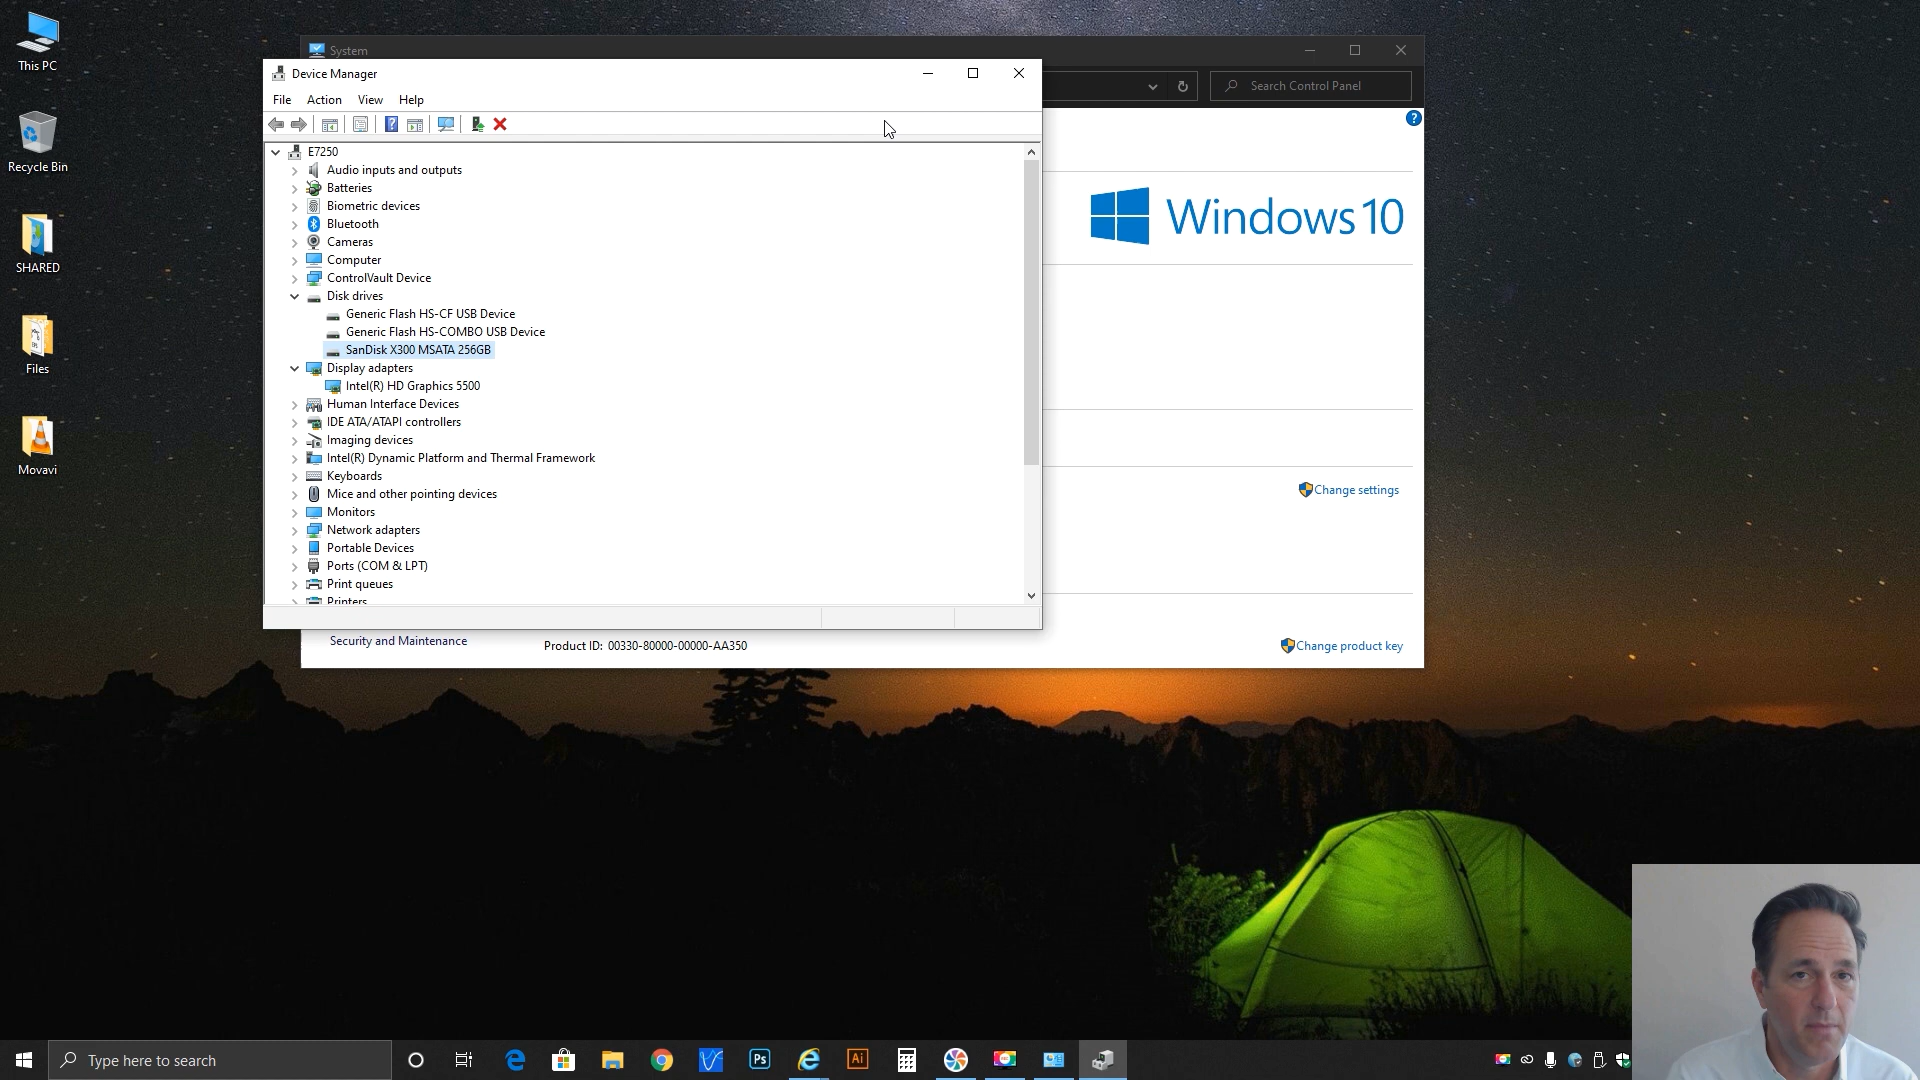 This PC
Recycle Bin
SHARED
Files
Movavi
System
Search Control Panel
Device Manager
File Action View Help
E7250
Audio inputs and outputs
Batteries
Biometric devices
Bluetooth
Cameras
Computer
ControlVault Device
Disk drives
Generic Flash HS-CF USB Device
Generic Flash HS-COMBO USB Device
SanDisk X300 MSATA 256GB
Display adapters
Intel(R) HD Graphics 5500
Human Interface Devices
IDE ATA/ATAPI controllers
Imaging devices
Intel(R) Dynamic Platform and Thermal Framework
Keyboards
Mice and other pointing devices
Monitors
Network adapters
Portable Devices
Ports (COM & LPT)
Print queues
Printers
Windows 10
Change settings
Security and Maintenance
Product ID: 00330-80000-00000-AA350
Change product key
Type here to search
Ps
Ai